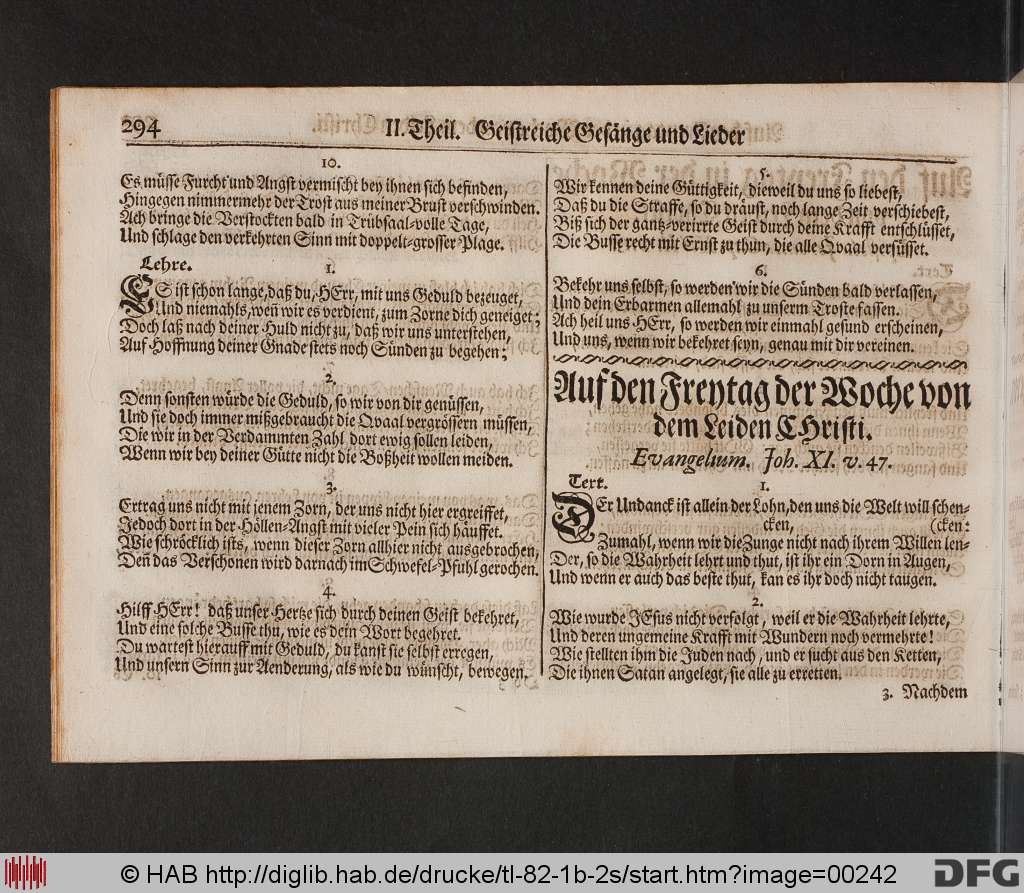 294
II. Theil. Geistreiche Gesänge und Lieder
10.
Es müsse Furcht und Angst vermischt bey ihnen sich befinden,
Hingegen nimmermehr der Trost aus meiner Brust verschwinden.
Ach bringe die Verstockten bald in Trübsaal-volle Tage,
Und schlage den verkehrten Sinn mit doppelt-grosser Plage.
Lehre.
1.
ES ist schon lange, daß du, HErr, mit uns Geduld bezeuget,
Und niemahls, weñ wir es verdient, zum Zorne dich geneiget;
Doch laß nach deiner Huld nicht zu, daß wir uns unterstehen,
Auf Hoffnung deiner Gnade stets noch Sünden zu begehen:
2.
Denn sonsten würde die Geduld, so wir von dir genüssen,
Und sie doch immer mißgebraucht die Qvaal vergrössern müssen,
Die wir in der Verdammten Zahl dort ewig sollen leiden,
Wenn wir bey deiner Gütte nicht die Boßheit wollen meiden.
3.
Ertrag uns nicht mit jenem Zorn, der uns nicht hier ergreiffet,
Jedoch dort in der Höllen-Angst mit vieler Pein sich häuffet.
Wie schröcklich ists, wenn dieser Zorn allhier nicht ausgebrochen,
Deñ das Verschonen wird darnach im Schwefel-Pfuhl gerochen.
4.
Hilff HErr! daß unser Hertze sich durch deinen Geist bekehret,
Und eine solche Busse thu, wie es dein Wort begehret.
Du wartest hierauff mit Geduld, du kanst sie selbst erregen,
Und unsern Sinn zur Aenderung, als wie du wünscht, bewegen.
5.
Wir kennen deine Güttigkeit, dieweil du uns so liebest,
Daß du die Straffe, so du dräust, noch lange Zeit verschiebest,
Biß sich der gantz-verirrte Geist durch deine Krafft entschlüsset,
Die Busse recht mit Ernst zu thun, die alle Qvaal versüsset.
6.
Bekehr uns selbst, so werden wir die Sünden bald verlassen,
Und dein Erbarmen allemahl zu unserm Troste fassen.
Ach heil uns HErr, so werden wir einmahl gesund erscheinen,
Und uns, wenn wir bekehret seyn, genau mit dir vereinen.
Auf den Freytag der Woche von
dem Leiden CHristi.
Evangelium. Joh. XI. v. 47.
Text.
1.
DEr Undanck ist allein der Lohn, den uns die Welt will schen-
cken, (cken:
Zumahl, wenn wir die Zunge nicht nach ihrem Willen len-
Der, so die Wahrheit lehrt und thut, ist ihr ein Dorn in Augen,
Und wenn er auch das beste thut, kan es ihr doch nicht taugen.
2.
Wie wurde JEsus nicht verfolgt, weil er die Wahrheit lehrte,
Und deren ungemeine Krafft mit Wundern noch vermehrte!
Wie stellten ihm die Juden nach, und er sucht aus den Ketten,
Die ihnen Satan angelegt, sie alle zu erretten.
3. Nachdem
© HAB http://diglib.hab.de/drucke/tl-82-1b-2s/start.htm?image=00242
DFG